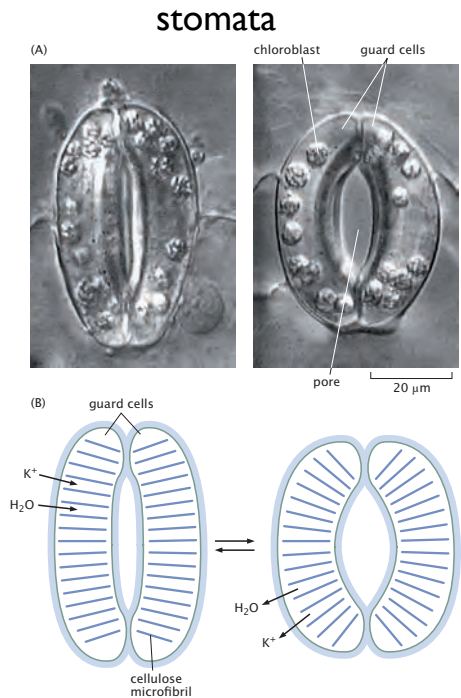 stomata
(A)
chloroblast
guard cells
pore
20 μm
(B)
guard cells
K⁺
H₂O
cellulose
microfibril
H₂O
K⁺